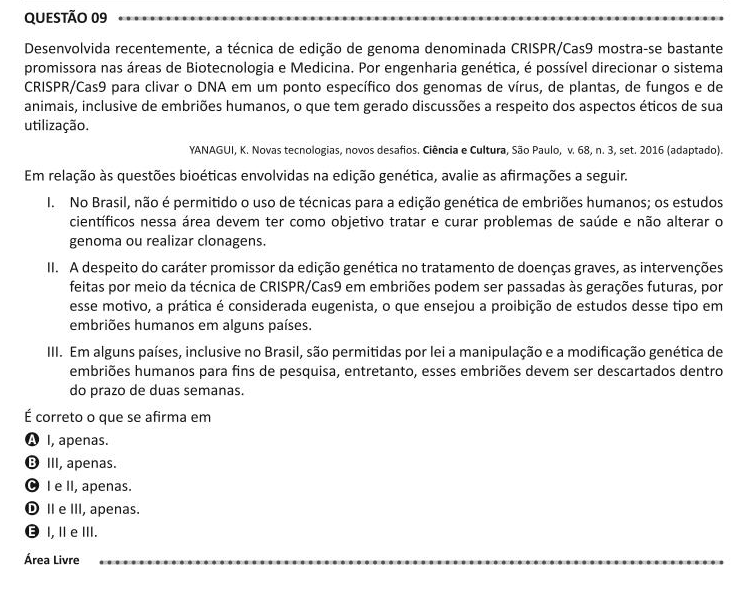 QUESTÃO 09
Desenvolvida recentemente, a técnica de edição de genoma denominada CRISPR/Cas9 mostra-se bastante
promissora nas áreas de Biotecnologia e Medicina. Por engenharia genética, é possível direcionar o sistema
CRISPR/Cas9 para clivar o DNA em um ponto específico dos genomas de vírus, de plantas, de fungos e de
animais, inclusive de embriões humanos, o que tem gerado discussões a respeito dos aspectos éticos de sua
utilização.
YANAGUI, K. Novas tecnologias, novos desafios. Ciência e Cultura, São Paulo, v. 68, n. 3, set. 2016 (adaptado).
Em relação às questões bioéticas envolvidas na edição genética, avalie as afirmações a seguir.
I. No Brasil, não é permitido o uso de técnicas para a edição genética de embriões humanos; os estudos
científicos nessa área devem ter como objetivo tratar e curar problemas de saúde e não alterar o
genoma ou realizar clonagens.
II. A despeito do caráter promissor da edição genética no tratamento de doenças graves, as intervenções
feitas por meio da técnica de CRISPR/Cas9 em embriões podem ser passadas às gerações futuras, por
esse motivo, a prática é considerada eugenista, o que ensejou a proibição de estudos desse tipo em
embriões humanos em alguns países.
III. Em alguns países, inclusive no Brasil, são permitidas por lei a manipulação e a modificação genética de
embriões humanos para fins de pesquisa, entretanto, esses embriões devem ser descartados dentro
do prazo de duas semanas.
É correto o que se afirma em
A I, apenas.
B III, apenas.
C I e II, apenas.
D II e III, apenas.
E I, II e III.
Área Livre